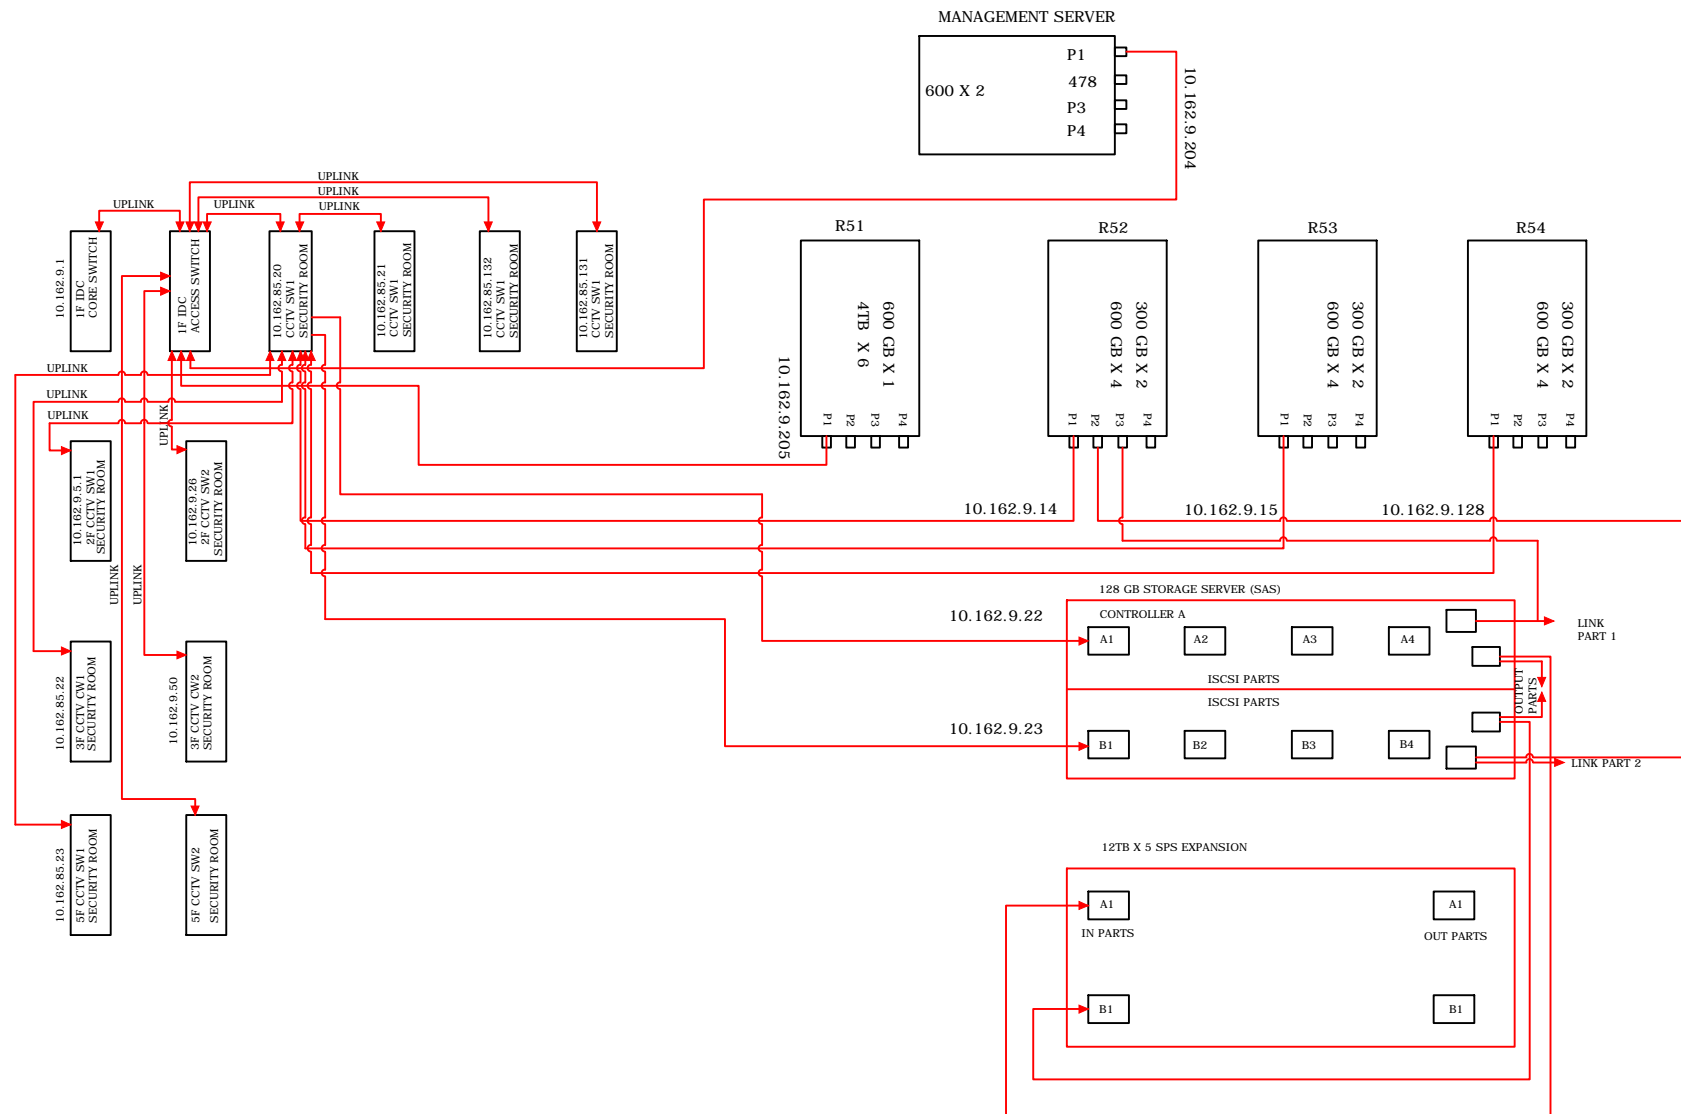 MANAGEMENT SERVER
P1
478
600 X 2
P3
P4
10.162.9.204
UPLINK
UPLINK
UPLINK
UPLINK
UPLINK
10.162.9.1
1F IDC
CORE SWITCH
1F IDC
ACCESS SWITCH
10.162.85.20
CCTV SW1
SECURITY ROOM
10.162.85.21
CCTV SW1
SECURITY ROOM
10.162.85.132
CCTV SW1
SECURITY ROOM
10.162.85.131
CCTV SW1
SECURITY ROOM
R51
600 GB X 1
4TB X 6
P1
P2
P3
P4
10.162.9.205
R52
300 GB X 2
600 GB X 4
P1
P2
P3
P4
R53
300 GB X 2
600 GB X 4
P1
P2
P3
P4
R54
300 GB X 2
600 GB X 4
P1
P2
P3
P4
UPLINK
UPLINK
UPLINK
UPLINK
10.162.9.5.1
2F CCTV SW1
SECURITY ROOM
10.162.9.26
2F CCTV SW2
SECURITY ROOM
UPLINK
UPLINK
10.162.85.22
3F CCTV CW1
SECURITY ROOM
10.162.9.50
3F CCTV CW2
SECURITY ROOM
10.162.85.23
5F CCTV SW1
SECURITY ROOM
5F CCTV SW2
SECURITY ROOM
10.162.9.14
10.162.9.15
10.162.9.128
128 GB STORAGE SERVER (SAS)
10.162.9.22
CONTROLLER A
A1
A2
A3
A4
LINK
PART 1
ISCSI PARTS
OUTPUT
PARTS
ISCSI PARTS
10.162.9.23
B1
B2
B3
B4
LINK PART 2
12TB X 5 SPS EXPANSION
A1
A1
IN PARTS
OUT PARTS
B1
B1